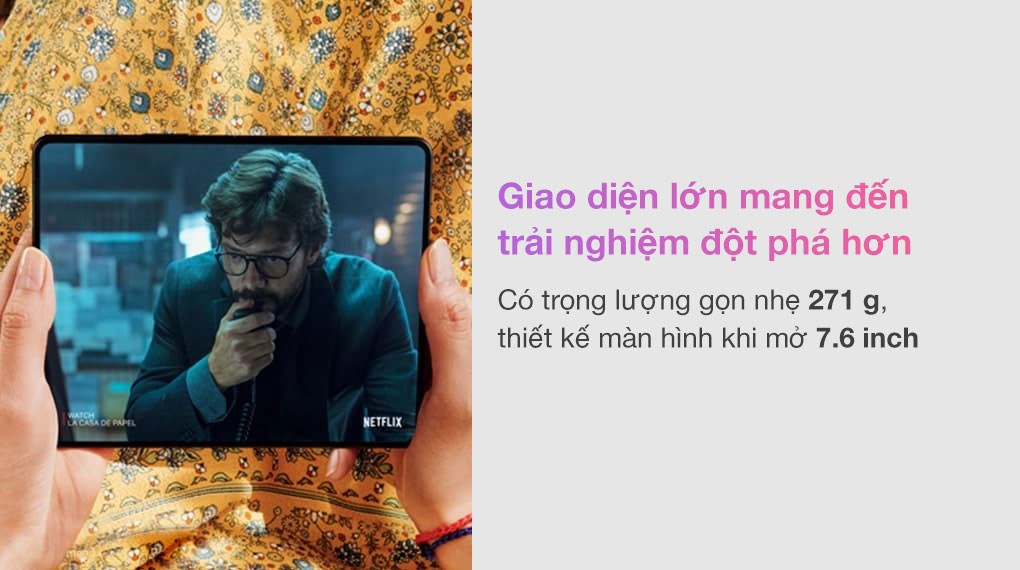 WATCH
LA CASA DE PAPEL
NETFLIX
Giao diện lớn mang đến
trải nghiệm đột phá hơn
Có trọng lượng gọn nhẹ 271 g,
thiết kế màn hình khi mở 7.6 inch